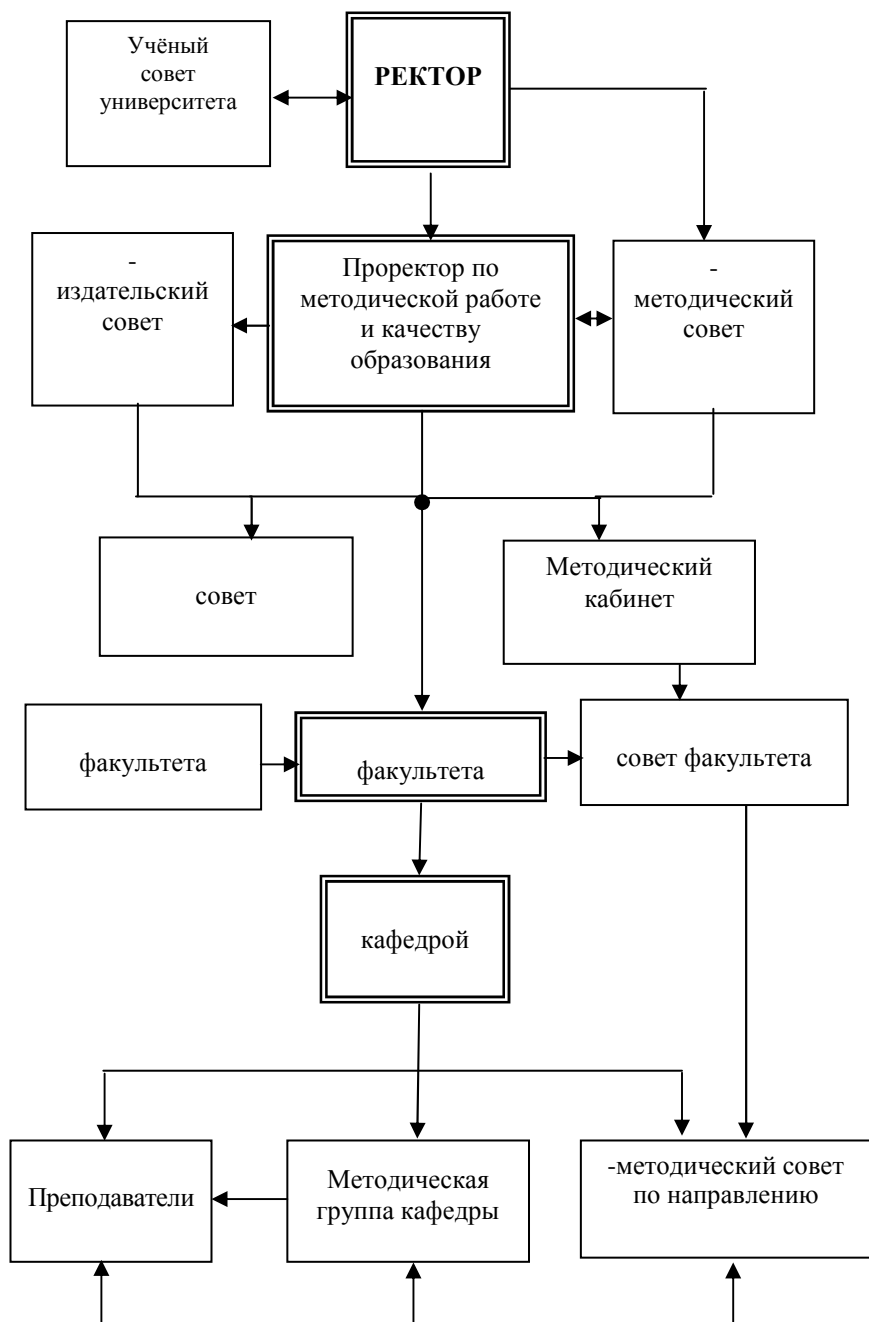 Учёный
совет
университета
РЕКТОР
-
издательский
совет
Проректор по
методической работе
и качеству
образования
-
методический
совет
совет
Методический
кабинет
факультета
факультета
совет факультета
кафедрой
Преподаватели
Методическая
группа кафедры
-методический совет
по направлению